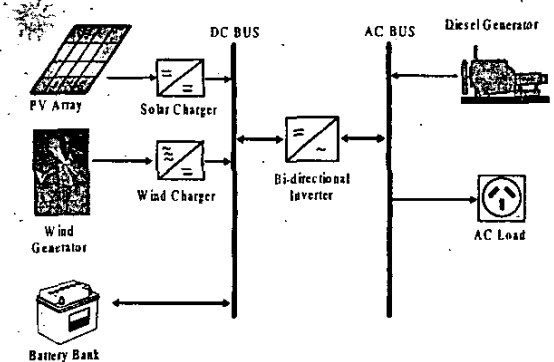 DC BUS
AC BUS
Diesel Generator
PV Array
Solar Charger
Wind Charger
Bi-directional
Inverter
Wind
Generator
AC Load
Battery Bank